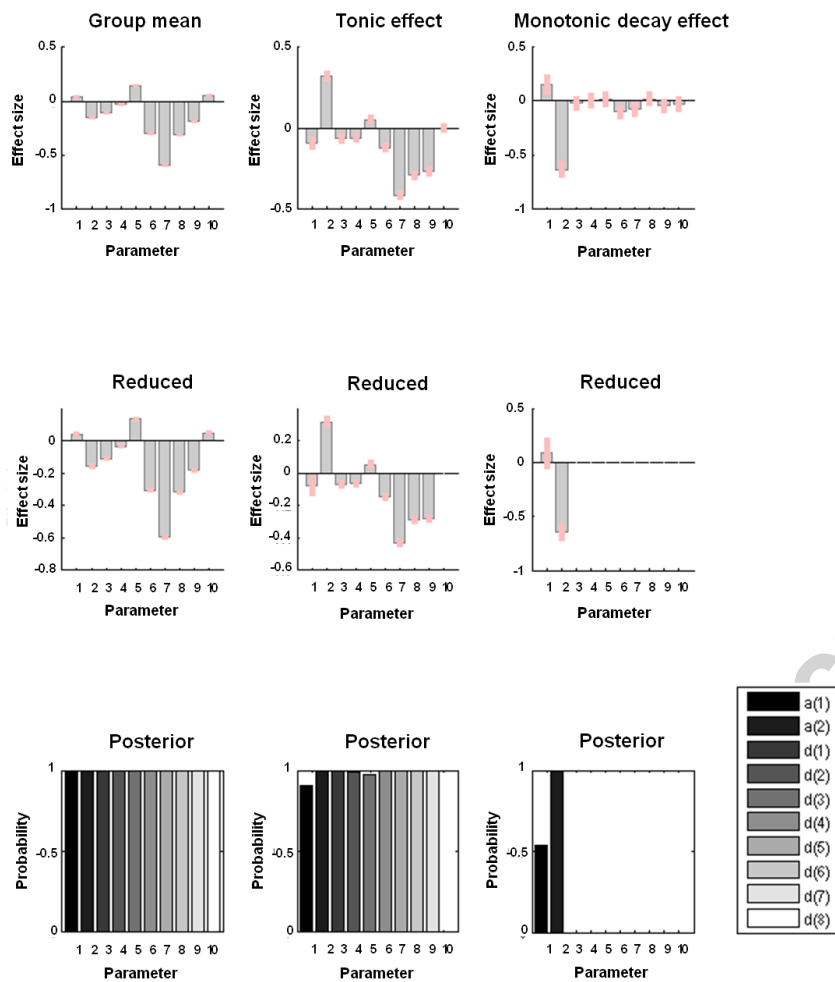 Group mean
Tonic effect
Monotonic decay effect
0.5
0
-0.5
-1
Effect size
1 2 3 4 5 6 7 8 9 10
Parameter
0.5
0
-0.5
Effect size
1 2 3 4 5 6 7 8 9 10
Parameter
0.5
0
-0.5
-1
Effect size
1 2 3 4 5 6 7 8 9 10
Parameter
Reduced
Reduced
Reduced
0
-0.2
-0.4
-0.6
-0.8
Effect size
1 2 3 4 5 6 7 8 9 10
Parameter
0.2
0
-0.2
-0.4
-0.6
Effect size
1 2 3 4 5 6 7 8 9 10
Parameter
0.5
0
-0.5
-1
Effect size
1 2 3 4 5 6 7 8 9 10
Parameter
Posterior
Posterior
Posterior
1
-0.5
0
Probability
1 2 3 4 5 6 7 8 9 10
Parameter
1
-0.5
0
Probability
1 2 3 4 5 6 7 8 9 10
Parameter
1
-0.5
0
Probability
1 2 3 4 5 6 7 8 9 10
Parameter
a(1)
a(2)
d(1)
d(2)
d(3)
d(4)
d(5)
d(6)
d(7)
d(8)